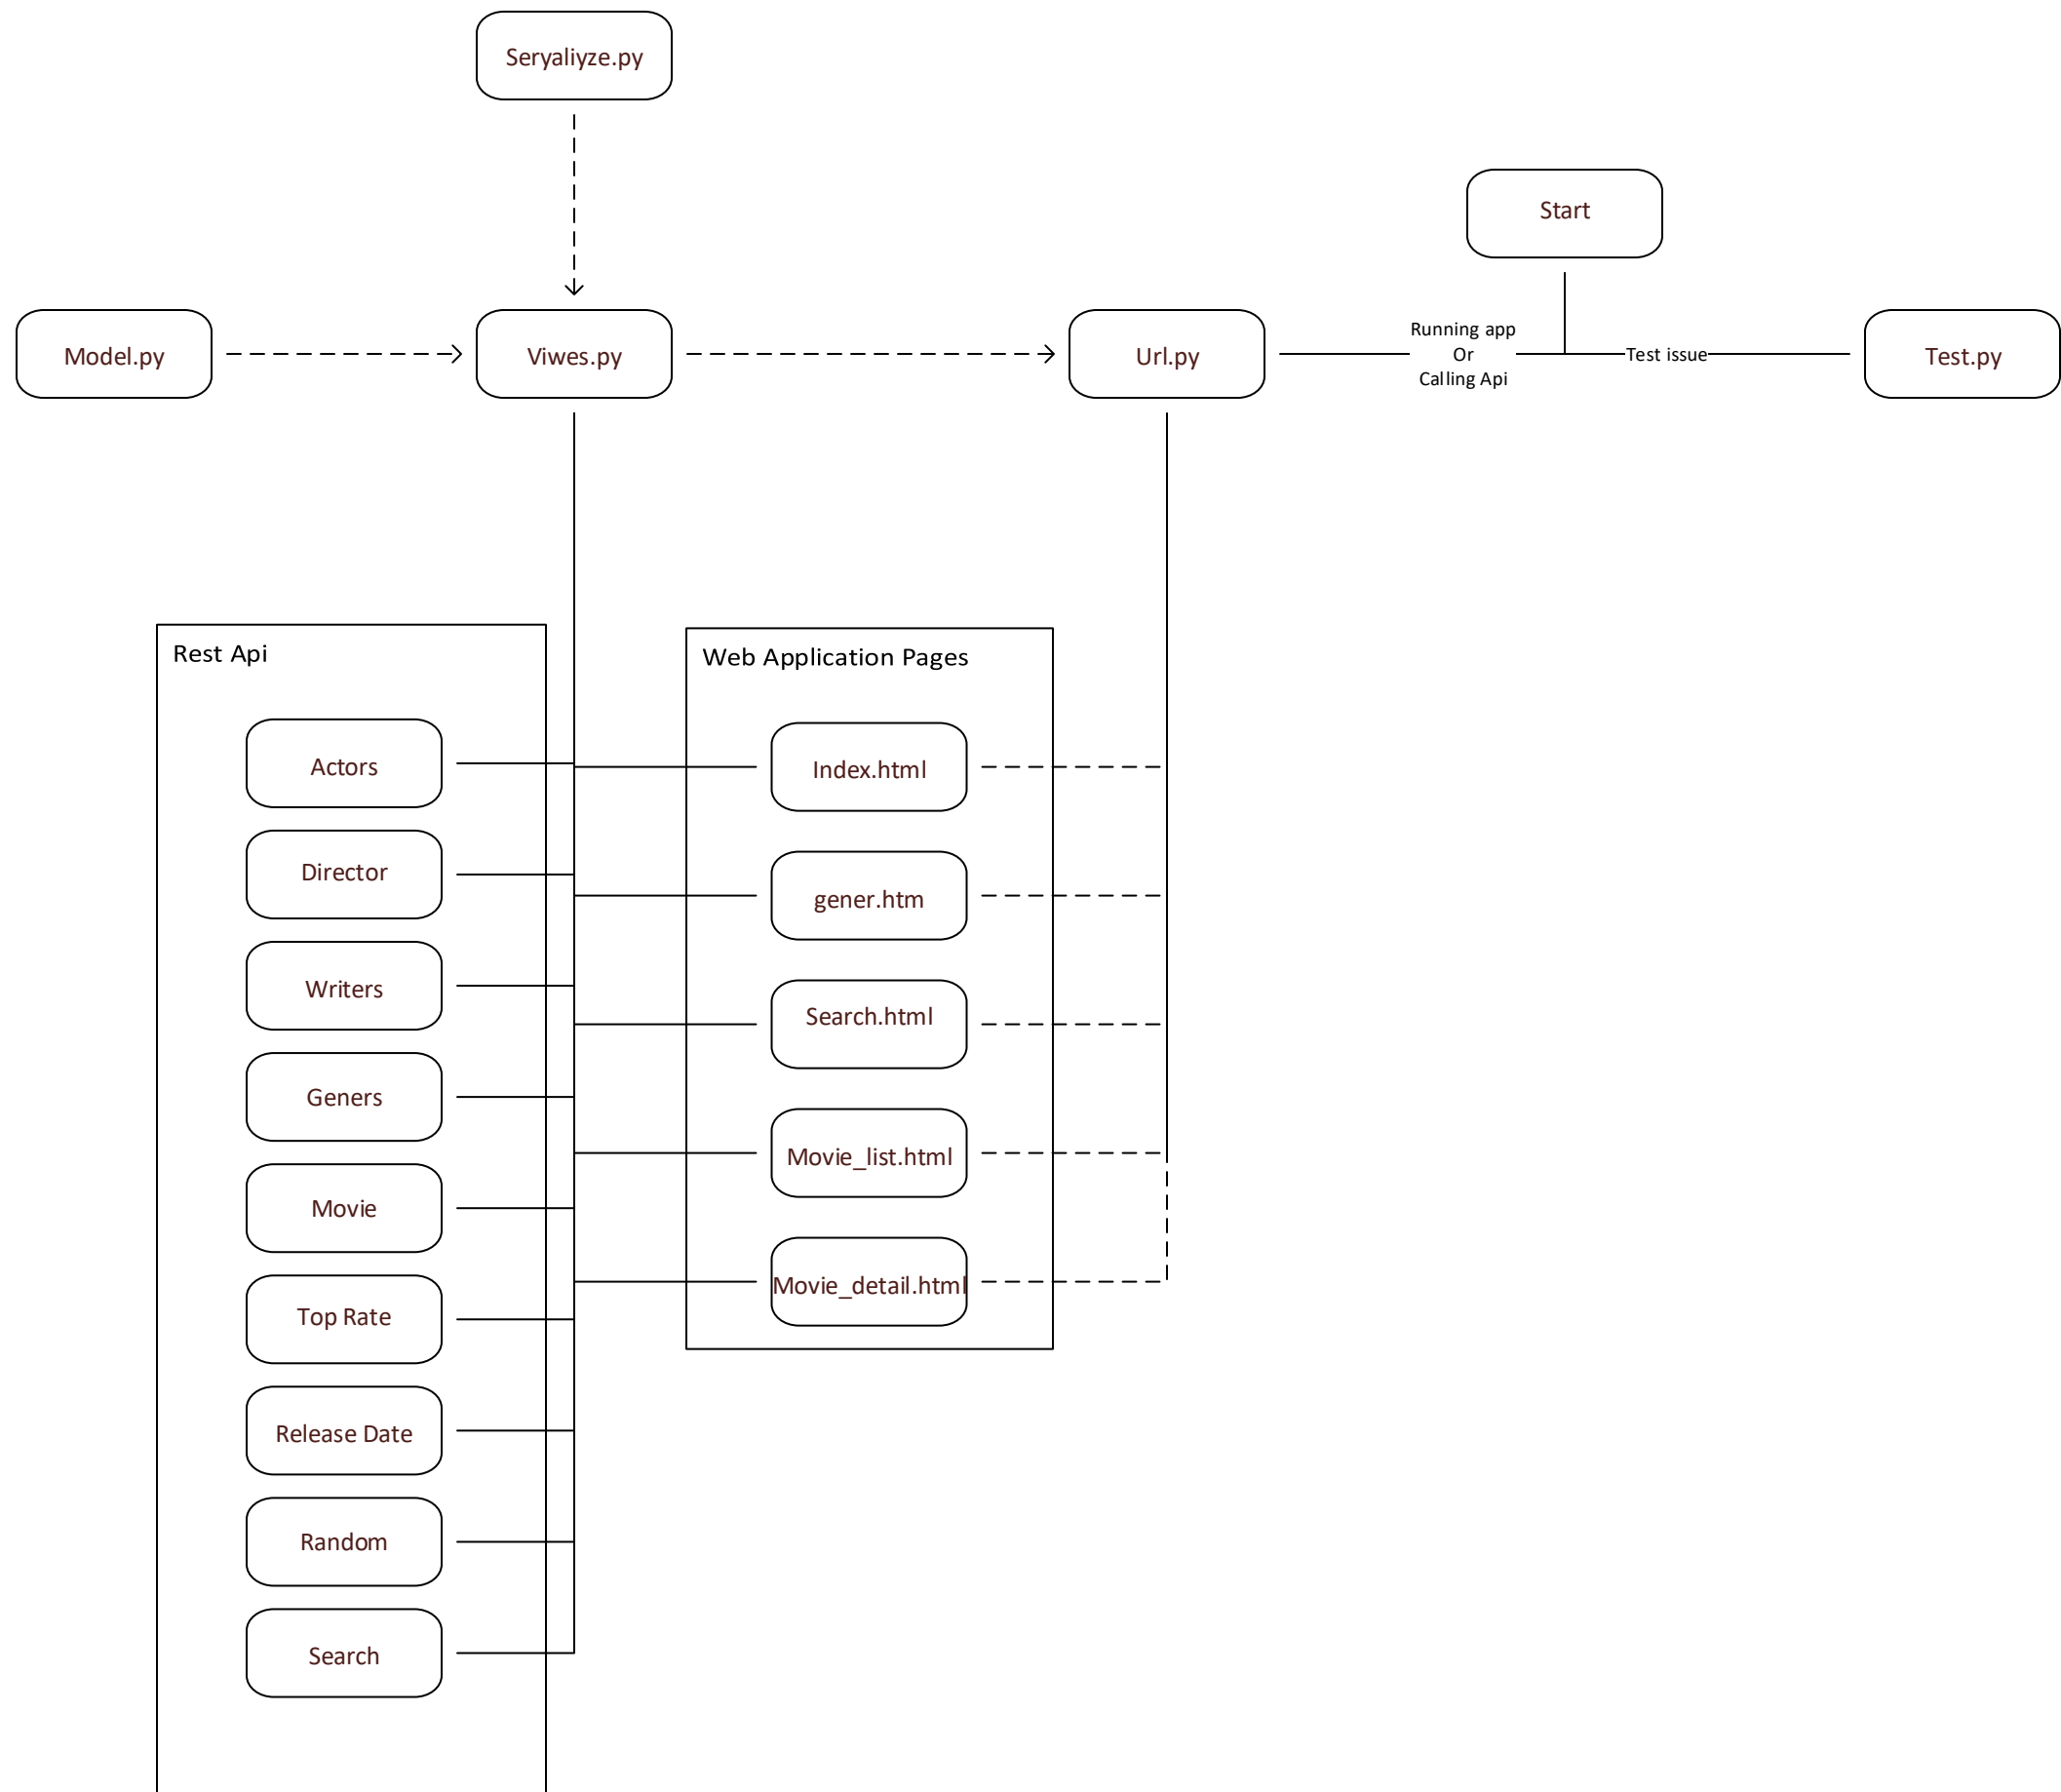 Seryaliyze.py
Start
Model.py
Viwes.py
Url.py
Running app
Or
Calling Api
Test issue
Test.py
Rest Api
Actors
Director
Writers
Geners
Movie
Top Rate
Release Date
Random
Search
Web Application Pages
Index.html
gener.htm
Search.html
Movie_list.html
Movie_detail.html